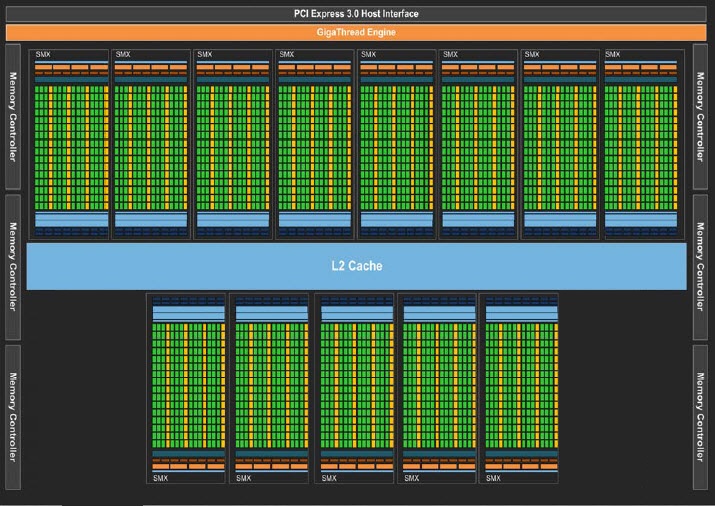 PCI Express 3.0 Host Interface
GigaThread Engine
SMX SMX SMX SMX SMX SMX SMX SMX
Memory Controller Memory Controller
Memory Controller Memory Controller
L2 Cache
Memory Controller Memory Controller
SMX SMX SMX SMX SMX